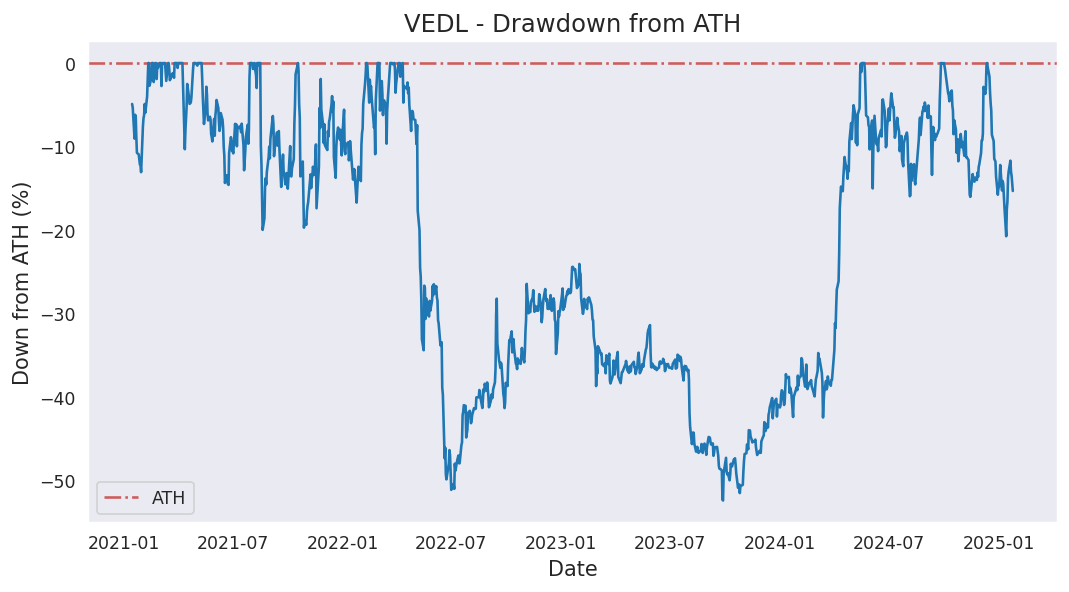 VEDL - Drawdown from ATH
Down from ATH (%)
0
−10
−20
−30
−40
−50
ATH
2021-01 2021-07 2022-01 2022-07 2023-01 2023-07 2024-01 2024-07 2025-01
Date